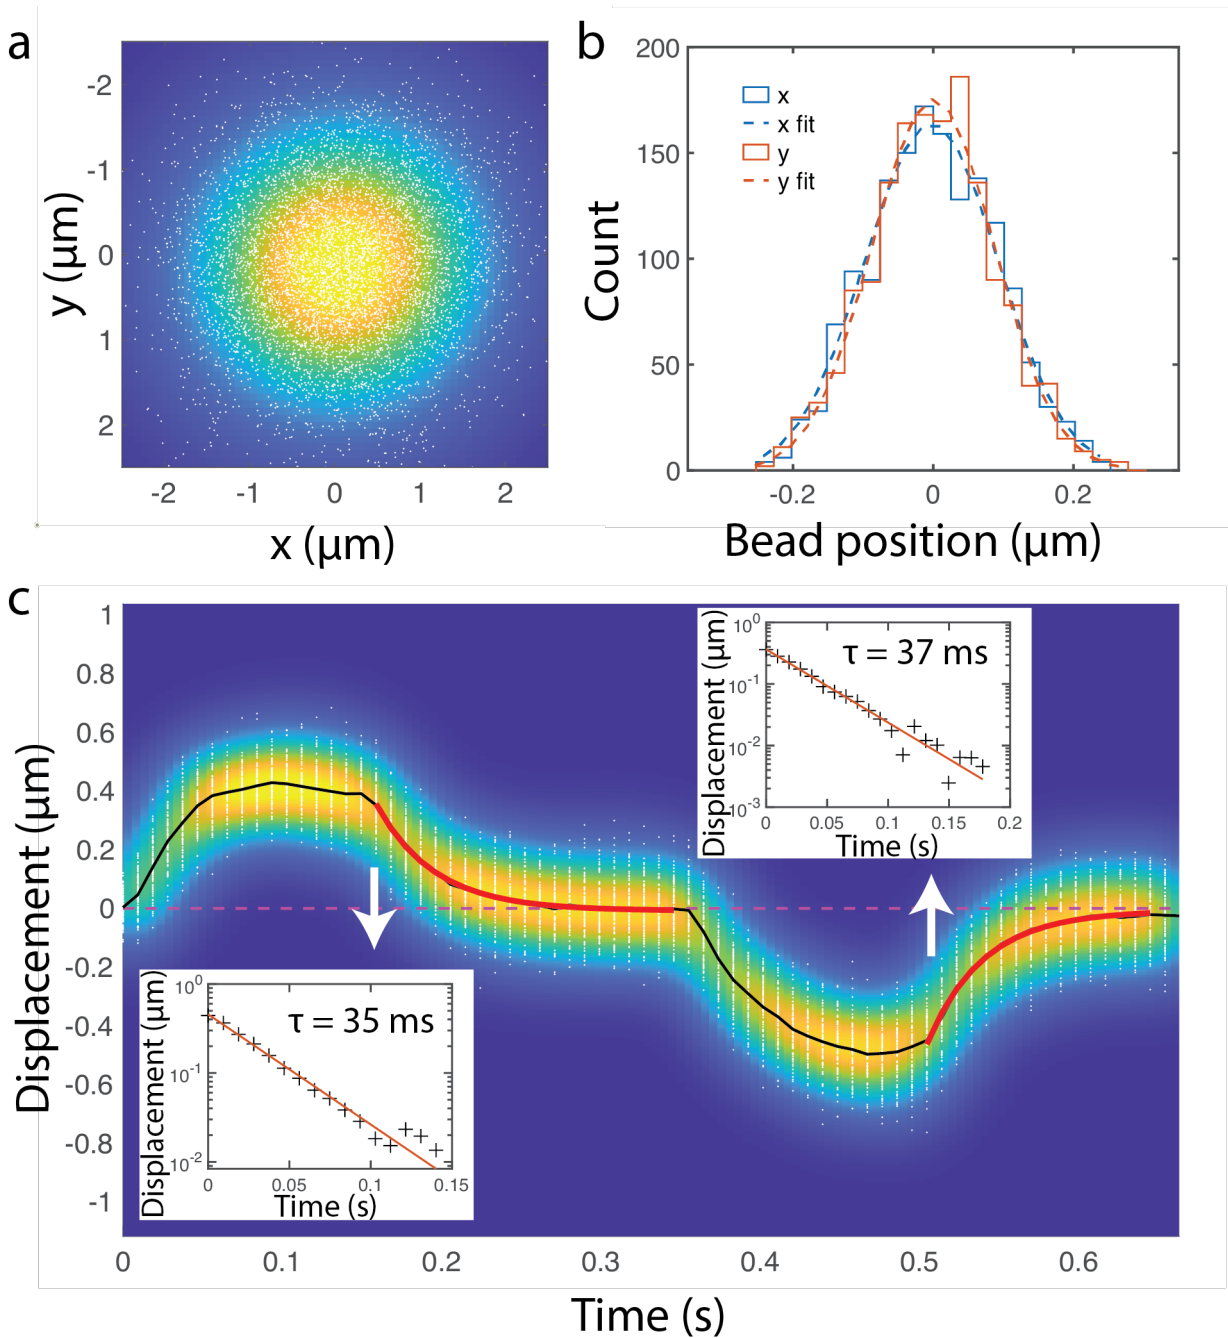 a
-2
-1
0
1
2
y (μm)
-2
-1
0
1
2
x (μm)
b
200
150
100
50
0
Count
x
x fit
y
y fit
-0.2
0
0.2
Bead position (μm)
c
1
0.8
0.6
0.4
0.2
0
-0.2
-0.4
-0.6
-0.8
-1
Displacement (μm)
τ = 37 ms
10⁰
10⁻¹
10⁻²
10⁻³
Displacement (μm)
0
0.05
0.1
0.15
0.2
Time (s)
τ = 35 ms
10⁰
10⁻¹
10⁻²
Displacement (μm)
0
0.05
0.1
0.15
Time (s)
0
0.1
0.2
0.3
0.4
0.5
0.6
Time (s)